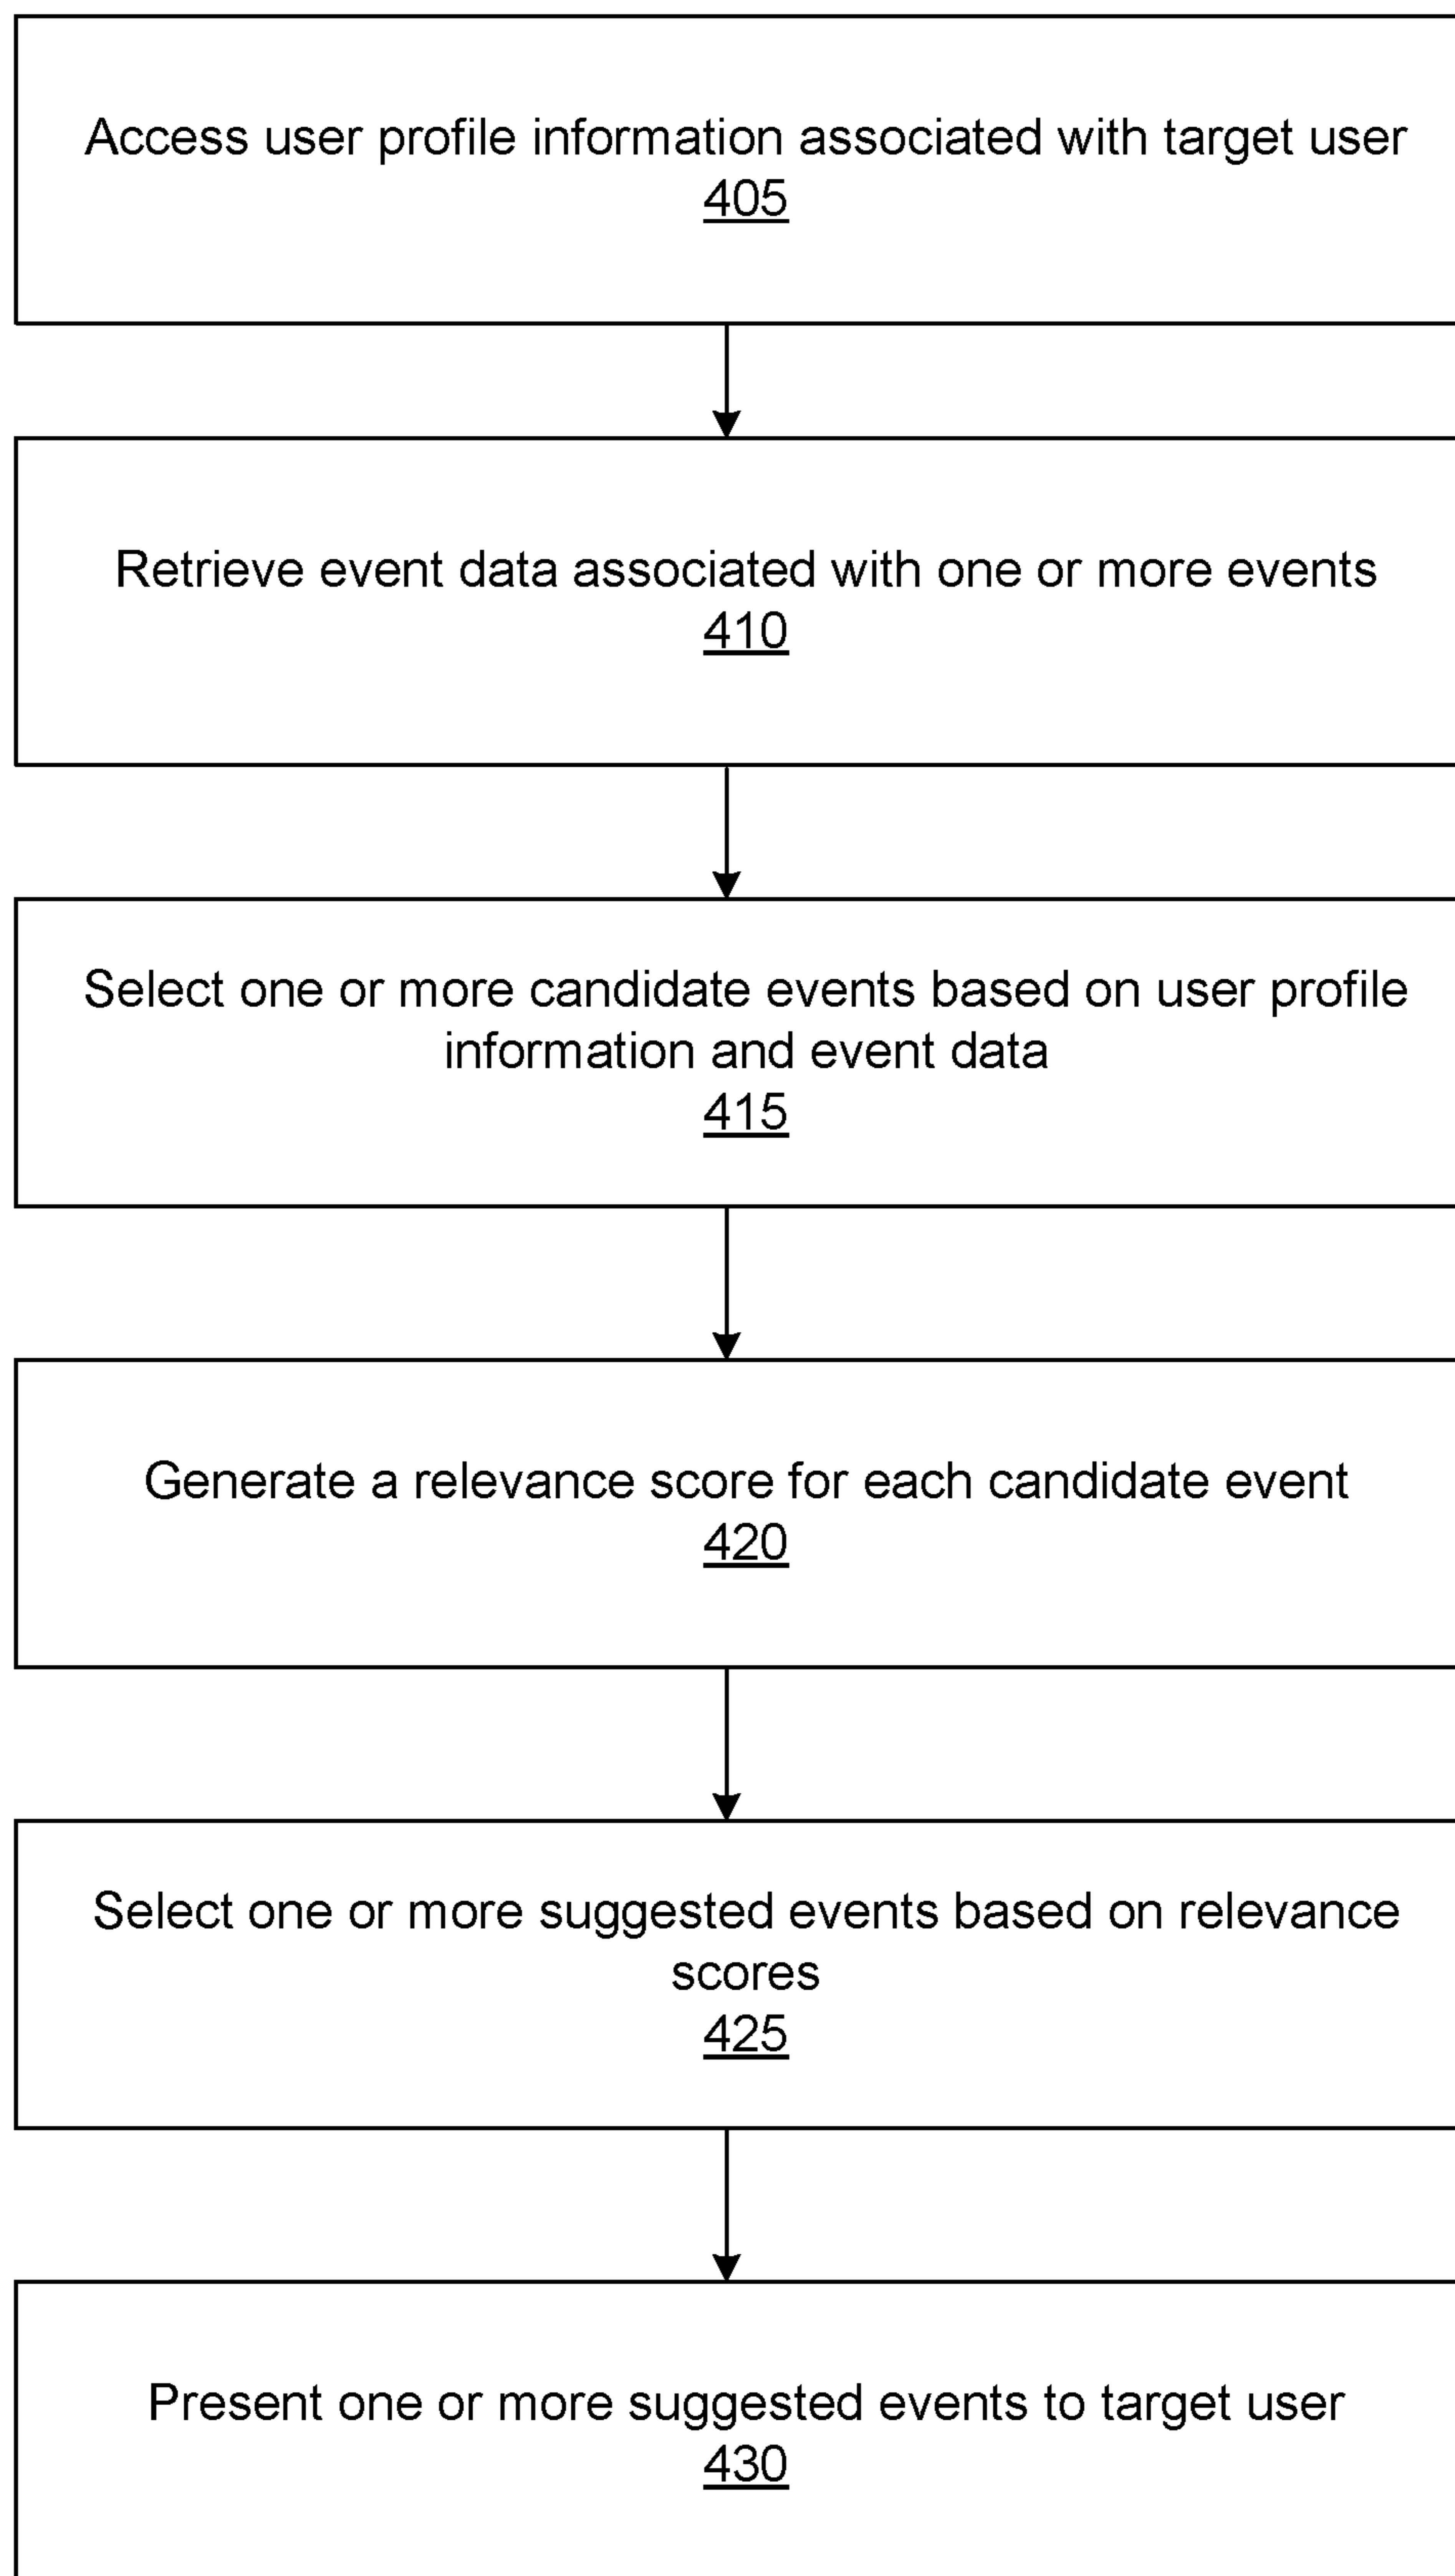 Access user profile information associated with target user
405
Retrieve event data associated with one or more events
410
Select one or more candidate events based on user profile
information and event data
415
Generate a relevance score for each candidate event
420
Select one or more suggested events based on relevance
scores
425
Present one or more suggested events to target user
430